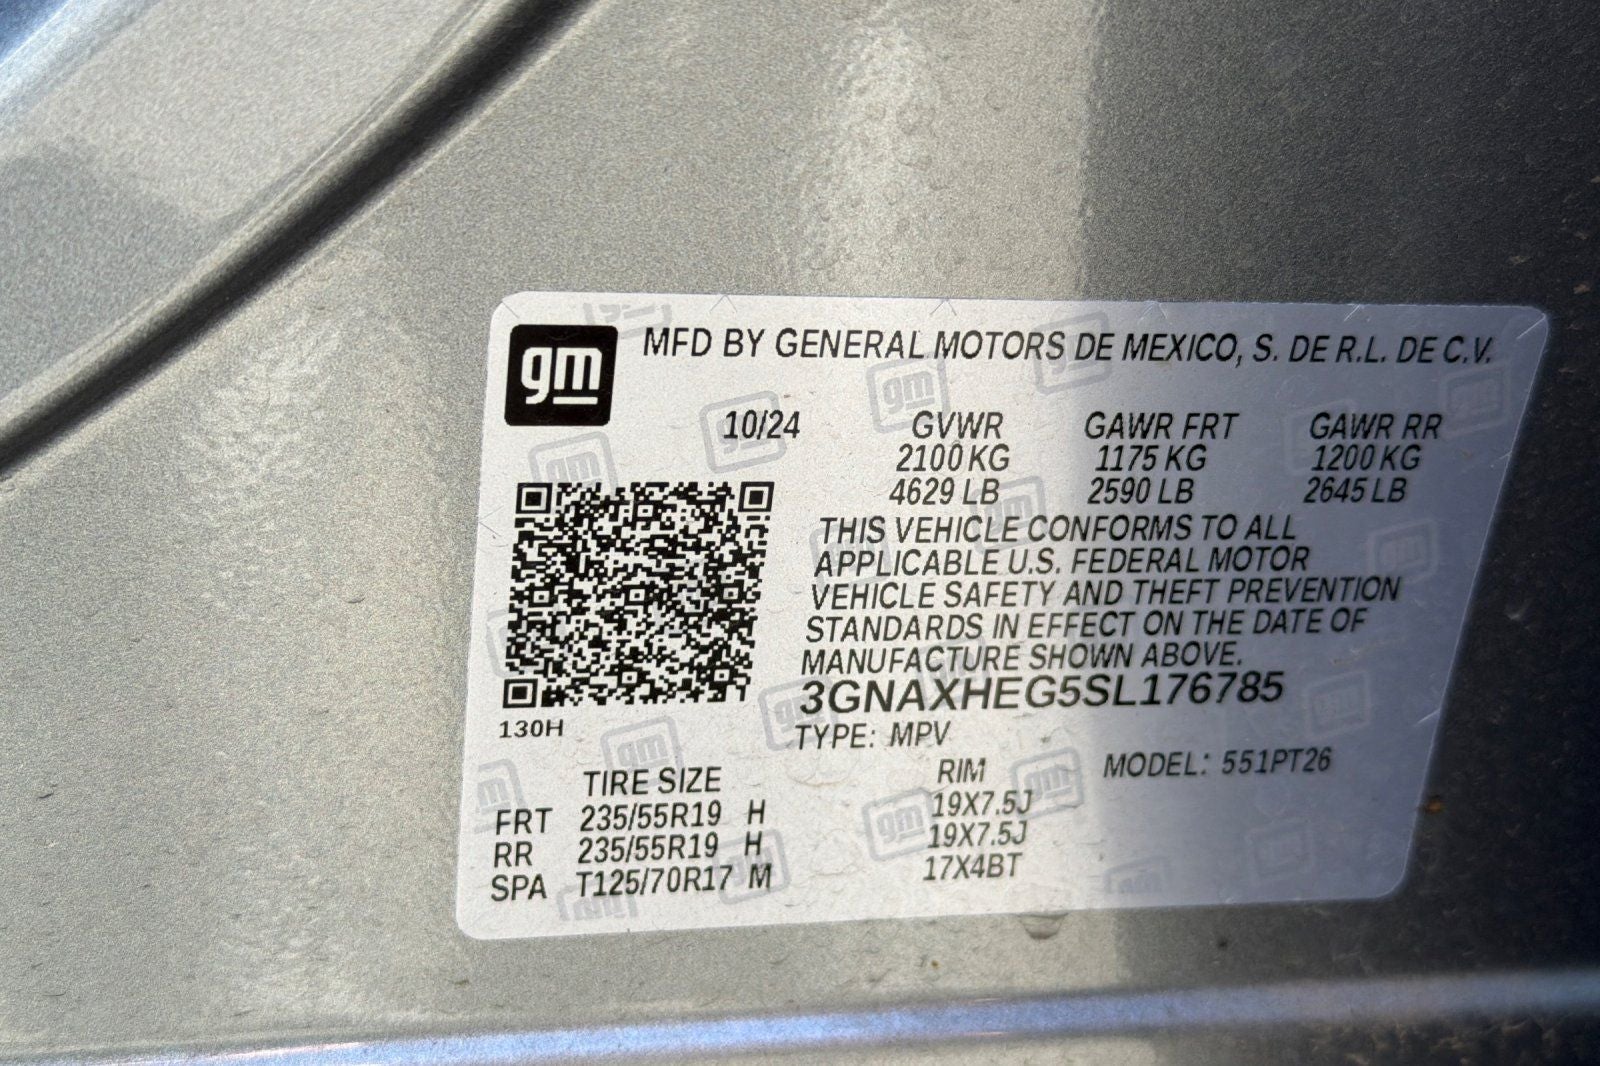 gm MFD BY GENERAL MOTORS DE MEXICO, S. DE R.L. DE C.V.
10/24 GVWR GAWR FRT GAWR RR
2100 KG 1175 KG 1200 KG
4629 LB 2590 LB 2645 LB
THIS VEHICLE CONFORMS TO ALL
APPLICABLE U.S. FEDERAL MOTOR
VEHICLE SAFETY AND THEFT PREVENTION
STANDARDS IN EFFECT ON THE DATE OF
MANUFACTURE SHOWN ABOVE.
3GNAXHEG5SL176785
130H
TYPE: MPV
MODEL: 551PT26
TIRE SIZE RIM
FRT 235/55R19 H 19X7.5J
RR 235/55R19 H 19X7.5J
SPA T125/70R17 M 17X4BT